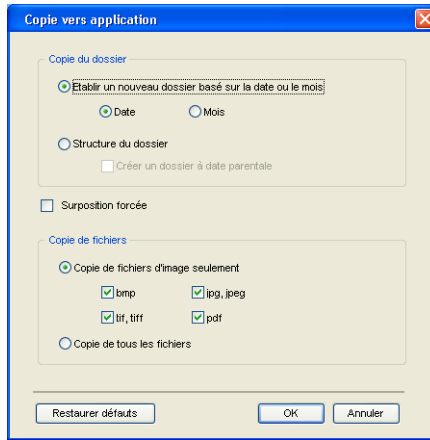 Copie vers application
Copie du dossier
Etablir un nouveau dossier basé sur la date ou le mois
Date Mois
Structure du dossier
Créer un dossier à date parentale
Surposition forcée
Copie de fichiers
Copie de fichiers d'image seulement
bmp jpg, jpeg
tif, tiff pdf
Copie de tous les fichiers
Restaurer défauts OK Annuler